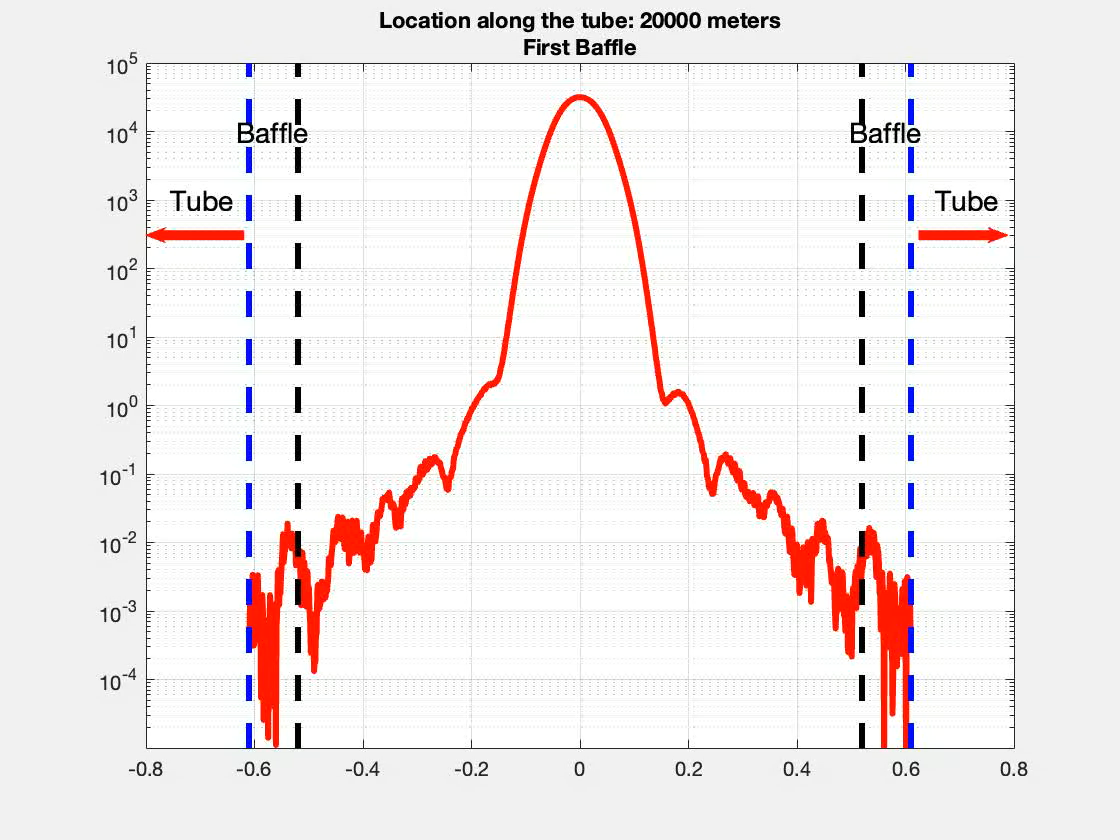 Location along the tube: 20000 meters
First Baffle
10^5
10^4
10^3
10^2
10^1
10^0
10^-1
10^-2
10^-3
10^-4
Baffle Baffle
Tube Tube
-0.8 -0.6 -0.4 -0.2 0 0.2 0.4 0.6 0.8